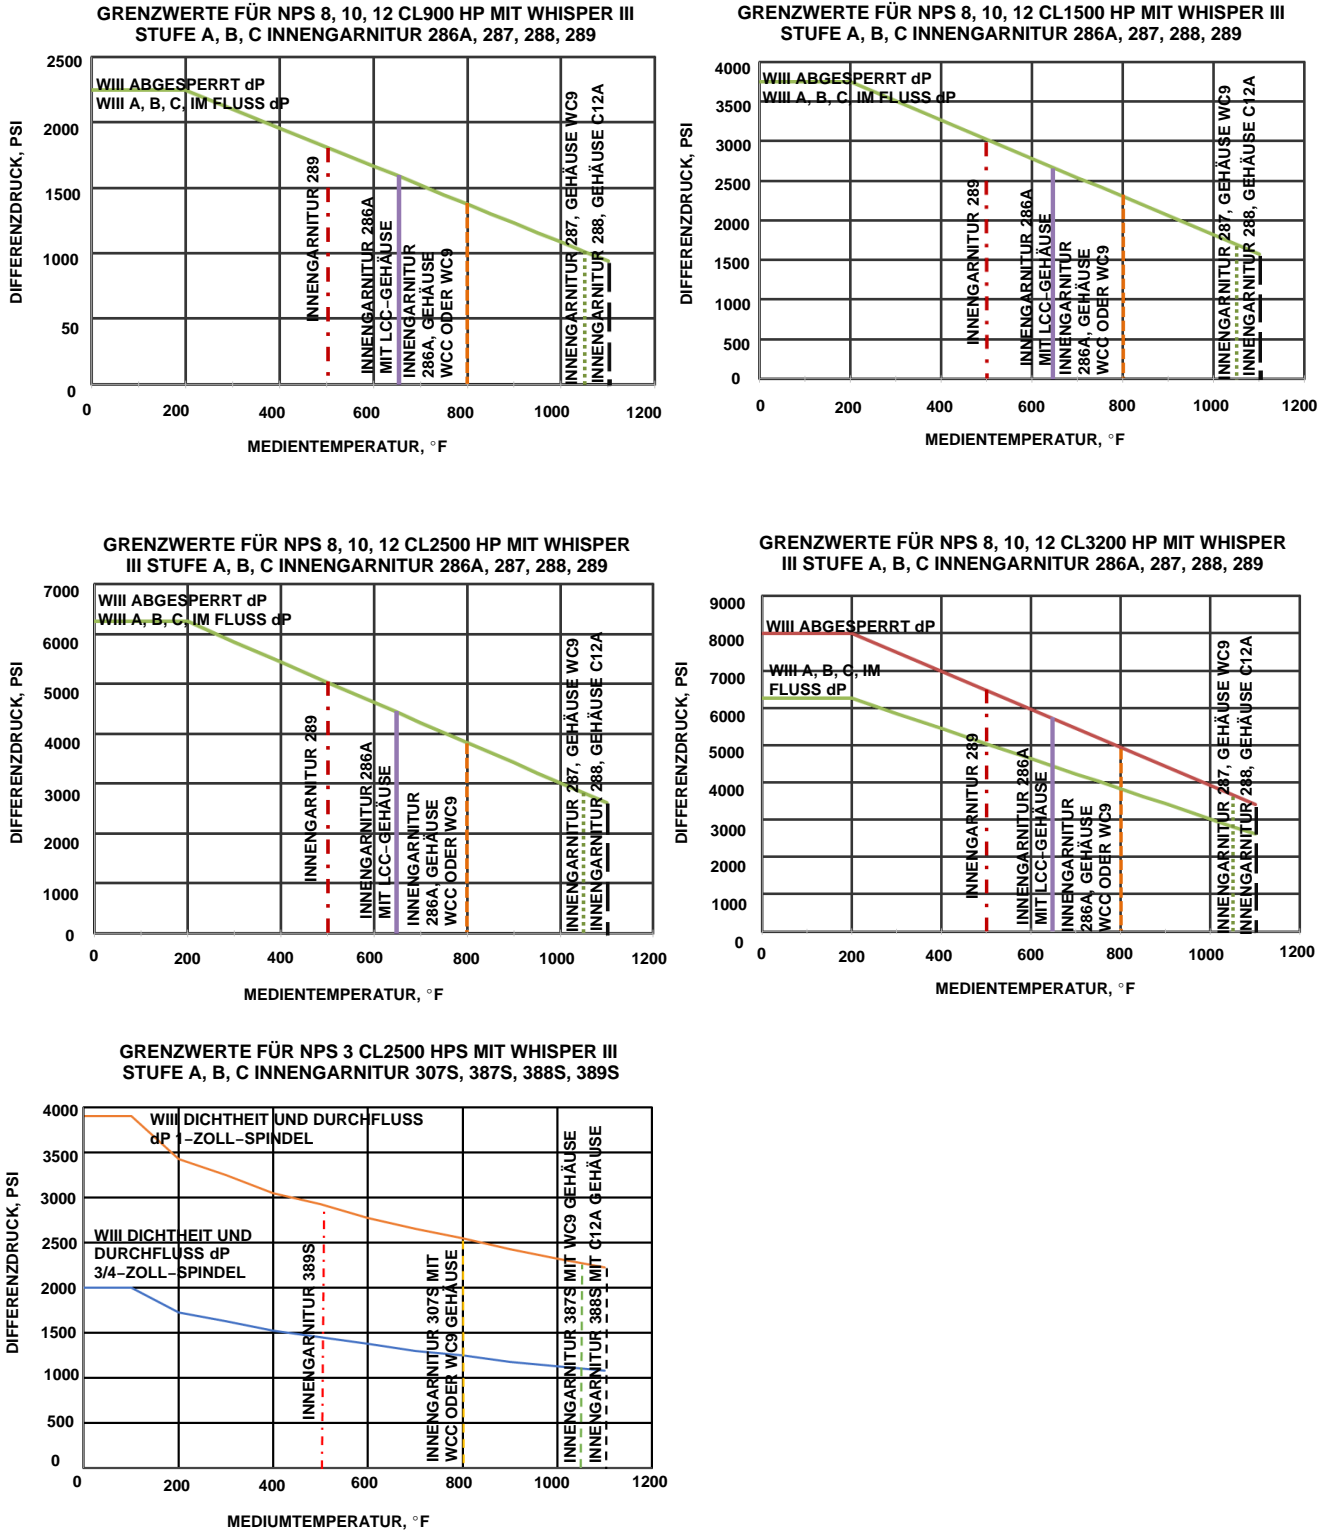 GRENZWERTE FÜR NPS 8, 10, 12 CL900 HP MIT WHISPER III
STUFE A, B, C INNENGARNITUR 286A, 287, 288, 289
DIFFERENZDRUCK, PSI
2500
2000
1500
1000
50
0
WIII ABGESPERRT dP
WIII A, B, C, IM FLUSS dP
INNENGARNITUR 289
INNENGARNITUR 286A
MIT LCC−GEHÄUSE
INNENGARNITUR
286A, GEHÄUSE
WCC ODER WC9
INNENGARNITUR 287, GEHÄUSE WC9
INNENGARNITUR 288, GEHÄUSE C12A
0
200
400
600
800
1000
1200
MEDIENTEMPERATUR, °F
GRENZWERTE FÜR NPS 8, 10, 12 CL1500 HP MIT WHISPER III
STUFE A, B, C INNENGARNITUR 286A, 287, 288, 289
DIFFERENZDRUCK, PSI
4000
3500
3000
2500
2000
1500
1000
500
0
WIII ABGESPERRT dP
WIII A, B, C, IM FLUSS dP
INNENGARNITUR 289
INNENGARNITUR 286A
MIT LCC−GEHÄUSE
INNENGARNITUR
286A, GEHÄUSE
WCC ODER WC9
INNENGARNITUR 287, GEHÄUSE WC9
INNENGARNITUR 288, GEHÄUSE C12A
0
200
400
600
800
1000
1200
MEDIENTEMPERATUR, °F
GRENZWERTE FÜR NPS 8, 10, 12 CL2500 HP MIT WHISPER
III STUFE A, B, C INNENGARNITUR 286A, 287, 288, 289
DIFFERENZDRUCK, PSI
7000
6000
5000
4000
3000
2000
1000
0
WIII ABGESPERRT dP
WIII A, B, C, IM FLUSS dP
INNENGARNITUR 289
INNENGARNITUR 286A
MIT LCC−GEHÄUSE
INNENGARNITUR
286A, GEHÄUSE
WCC ODER WC9
INNENGARNITUR 287, GEHÄUSE WC9
INNENGARNITUR 288, GEHÄUSE C12A
0
200
400
600
800
1000
1200
MEDIENTEMPERATUR, °F
GRENZWERTE FÜR NPS 8, 10, 12 CL3200 HP MIT WHISPER
III STUFE A, B, C INNENGARNITUR 286A, 287, 288, 289
DIFFERENZDRUCK, PSI
9000
8000
7000
6000
5000
4000
3000
2000
1000
0
WIII ABGESPERRT dP
WIII A, B, C, IM
FLUSS dP
INNENGARNITUR 289
INNENGARNITUR 286A
MIT LCC−GEHÄUSE
INNENGARNITUR
286A, GEHÄUSE
WCC ODER WC9
INNENGARNITUR 287, GEHÄUSE WC9
INNENGARNITUR 288, GEHÄUSE C12A
0
200
400
600
800
1000
1200
MEDIENTEMPERATUR, °F
GRENZWERTE FÜR NPS 3 CL2500 HPS MIT WHISPER III
STUFE A, B, C INNENGARNITUR 307S, 387S, 388S, 389S
DIFFERENZDRUCK, PSI
4000
3500
3000
2500
2000
1500
1000
500
0
WIII DICHTHEIT UND DURCHFLUSS
dP 1−ZOLL−SPINDEL
WIII DICHTHEIT UND
DURCHFLUSS dP
3/4−ZOLL−SPINDEL
INNENGARNITUR 389S
INNENGARNITUR 307S MIT
WCC ODER WC9 GEHÄUSE
INNENGARNITUR 387S MIT WC9 GEHÄUSE
INNENGARNITUR 388S MIT C12A GEHÄUSE
0
200
400
600
800
1000
1200
MEDIUMTEMPERATUR, °F